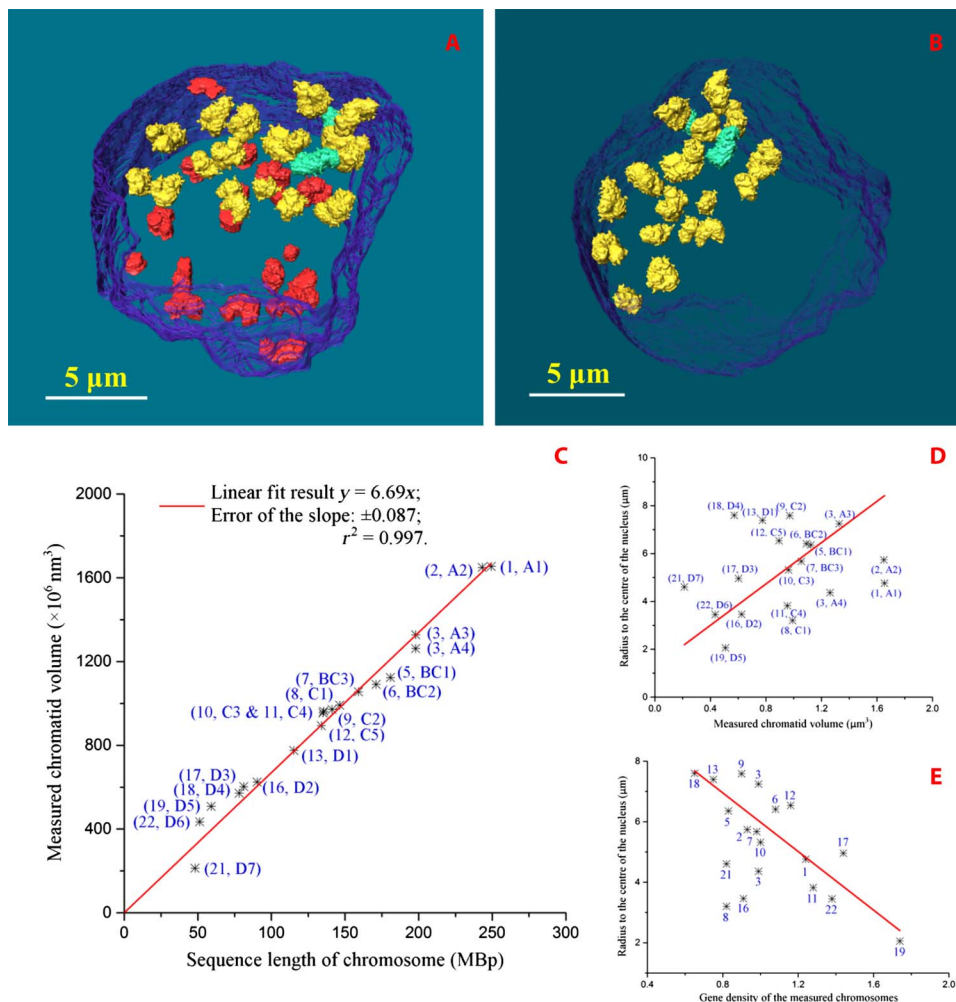 A
B
5 µm
5 µm
C
Linear fit result y = 6.69x;
Error of the slope: ±0.087;
r² = 0.997.
2000
1600
1200
800
400
0
Measured chromatid volume (×10⁶ nm³)
(2, A2)
(1, A1)
(3, A3)
(3, A4)
(7, BC3)
(5, BC1)
(8, C1)
(6, BC2)
(10, C3 & 11, C4)
(9, C2)
(12, C5)
(13, D1)
(17, D3)
(16, D2)
(18, D4)
(19, D5)
(22, D6)
(21, D7)
0
50
100
150
200
250
300
Sequence length of chromosome (MBp)
D
10
8
6
4
2
0
Radius to the centre of the nucleus (µm)
(18, D4)
(13, D1)
(9, C2)
(3, A3)
(12, C5)
(6, BC2)
(5, BC1)
(7, BC3)
(2, A2)
(17, D3)
(10, C3)
(21, D7)
(1, A1)
(3, A4)
(22, D6)
(11, C4)
(16, D2)
(8, C1)
(19, D5)
0.0
0.4
0.8
1.2
1.6
2.0
Measured chromatid volume (µm³)
E
8
6
4
2
Radius to the centre of the nucleus (µm)
18
13
9
3
5
6
12
2
7
10
17
21
3
1
8
16
11
22
19
0.4
0.8
1.2
1.6
2.0
Gene density of the measured chromosomes